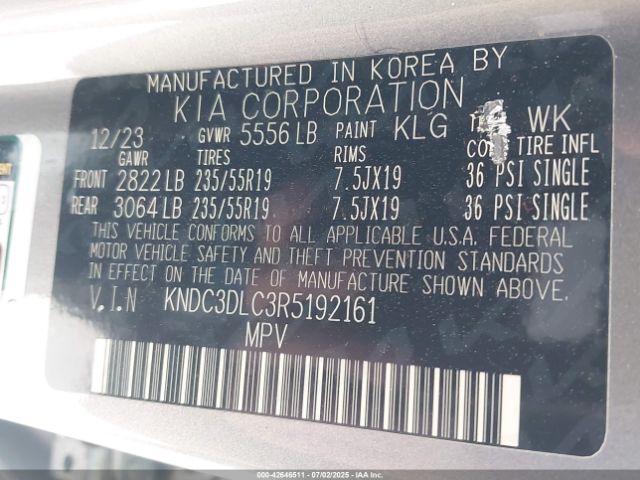 MANUFACTURED IN KOREA BY
KIA CORPORATION
12/23 GVWR 5556 LB PAINT KLG WK
GAWR TIRES RIMS TIRE INFL
FRONT 2822 LB 235/55R19 7.5JX19 36 PSI SINGLE
REAR 3064 LB 235/55R19 7.5JX19 36 PSI SINGLE
THIS VEHICLE CONFORMS TO ALL APPLICABLE U.S.A. FEDERAL
MOTOR VEHICLE SAFETY AND THEFT PREVENTION STANDARDS
IN EFFECT ON THE DATE OF MANUFACTURE SHOWN ABOVE.
V.I.N KNDC3DLC3R5192161
MPV
000-42646511 - 07/02/2025 - IAAI.COM